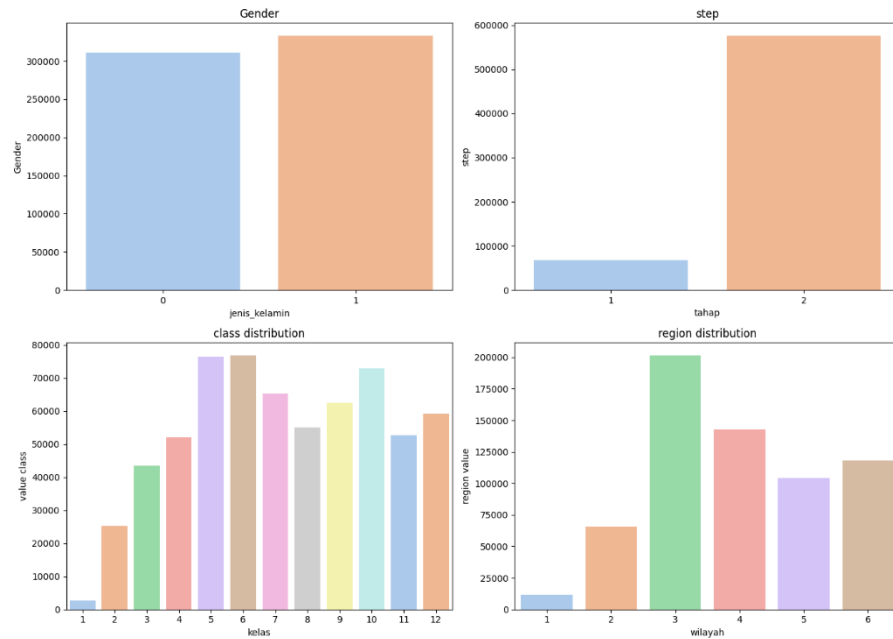 Gender
300000
250000
200000
150000
100000
50000
0
Gender
0 1
jenis_kelamin
step
600000
500000
400000
300000
200000
100000
0
step
1 2
tahap
class distribution
80000
70000
60000
50000
40000
30000
20000
10000
0
value class
1 2 3 4 5 6 7 8 9 10 11 12
kelas
region distribution
200000
175000
150000
125000
100000
75000
50000
25000
0
region value
1 2 3 4 5 6
wilayah